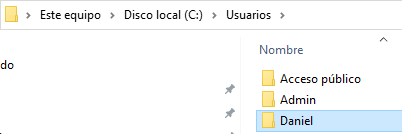 Este equipo > Disco local (C:) > Usuarios >
Nombre
do
Acceso público
Admin
Daniel